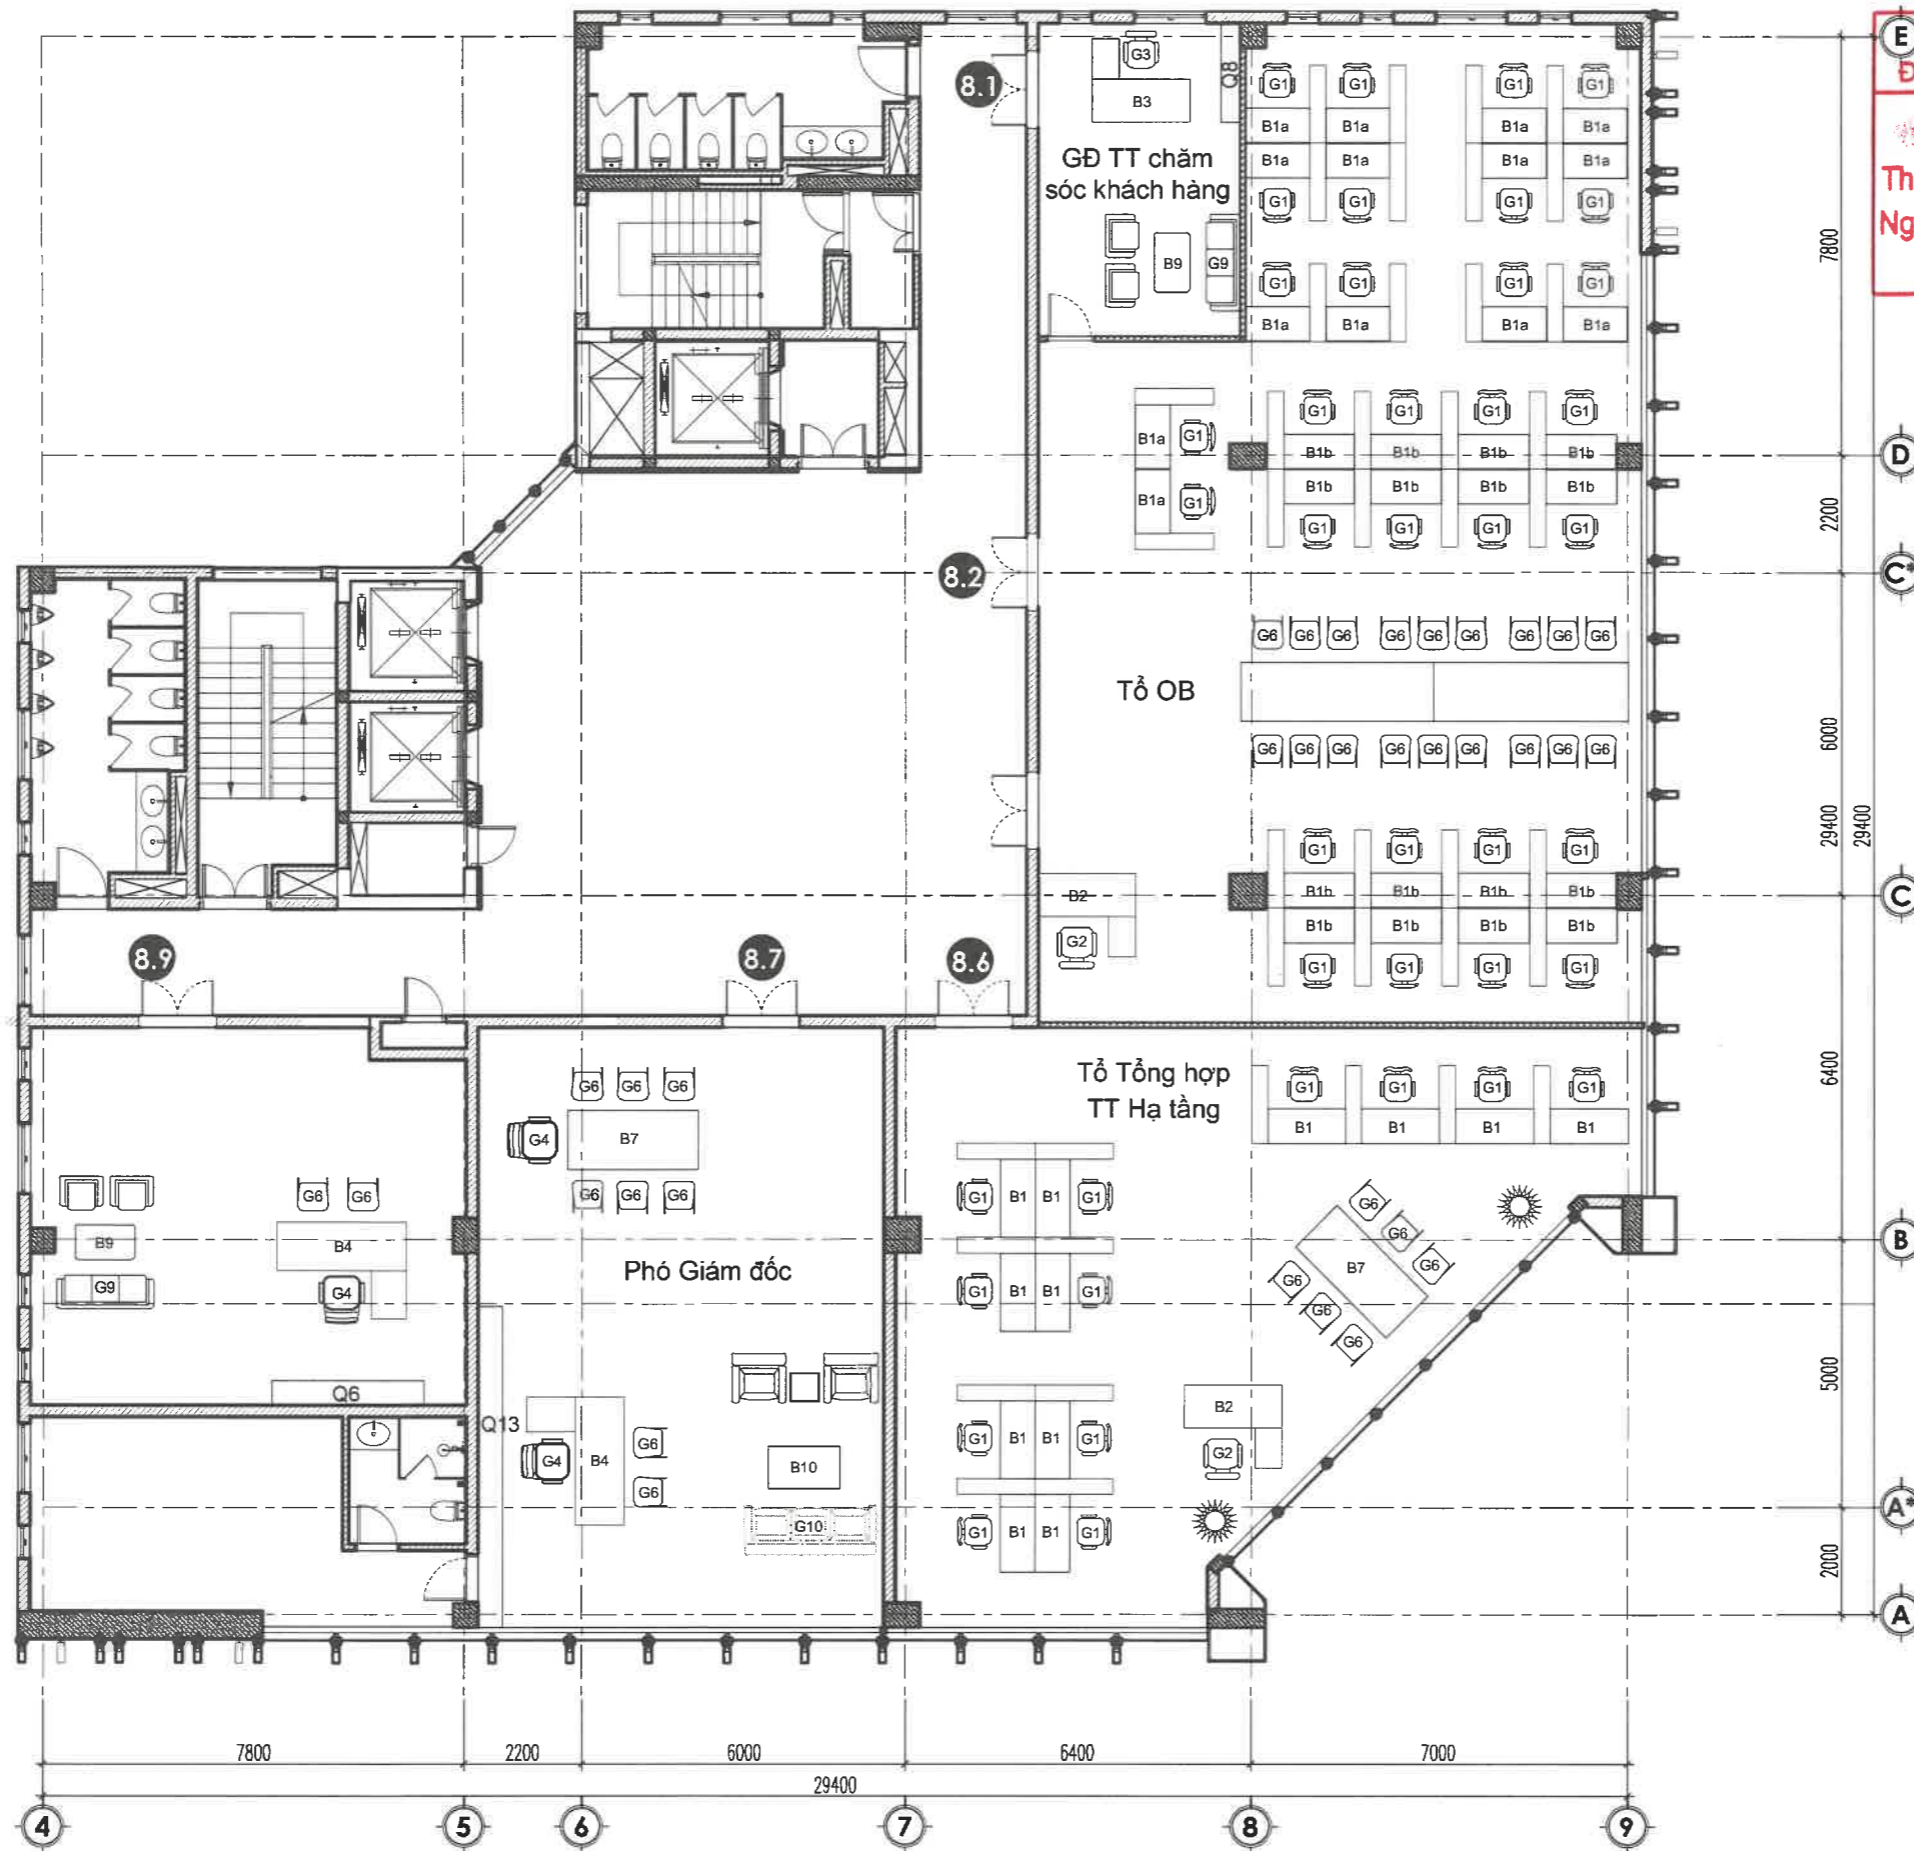 E
Đ
Th
Ng
8.1
G3
B3
Q8
G1 G1 G1 G1
B1a B1a B1a B1a
B1a B1a B1a B1a
G1 G1 G1 G1
GĐ TT chăm
sóc khách hàng
B9 G9
G1 G1 G1 G1
B1a B1a B1a B1a
7800
B1a G1
B1a G1
G1 G1 G1 G1
B1b B1b B1b B1b
B1b B1b B1b B1b
G1 G1 G1 G1
D
2200
8.2
C*
G6 G6 G6 G6 G6 G6 G6 G6 G6
Tổ OB
G6 G6 G6 G6 G6 G6 G6 G6 G6
6000
29400
29400
G1 G1 G1 G1
B1b B1b B1b B1b
B1b B1b B1b B1b
G1 G1 G1 G1
B2
G2
C
8.9
8.7
8.6
6400
Tổ Tổng hợp
TT Hạ tầng
G1 G1 G1 G1
B1 B1 B1 B1
G6 G6 G6
G4 B7
G6 G6 G6
G6 G6
B9 B4
G9 G4
Q6
Phó Giám đốc
G1 B1 B1 G1
G1 B1 B1 G1
G6
G6
G6
B7
G6
G6
G6
B
5000
Q13
G4 B4 G6
G6
B10
G10
G1 B1 B1 G1
G1 B1 B1 G1
B2
G2
A*
2000
A
7800 2200 6000 6400 7000
29400
4 5 6 7 8 9